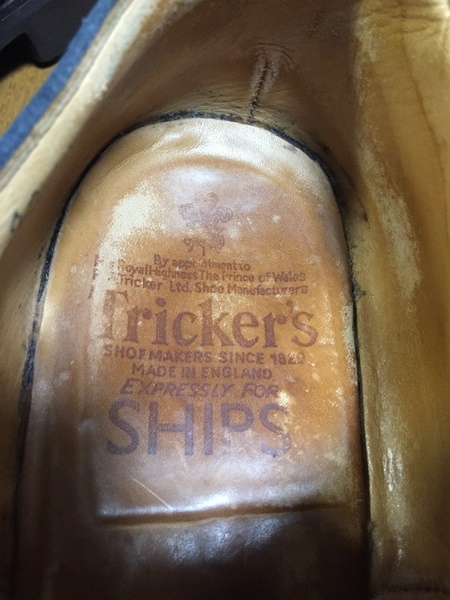 By appointment to
Royal Highness The Prince of Wales
Tricker Ltd. Shoe Manufacturers
Tricker's
SHOEMAKERS SINCE 1829
MADE IN ENGLAND
EXPRESSLY FOR
SHIPS